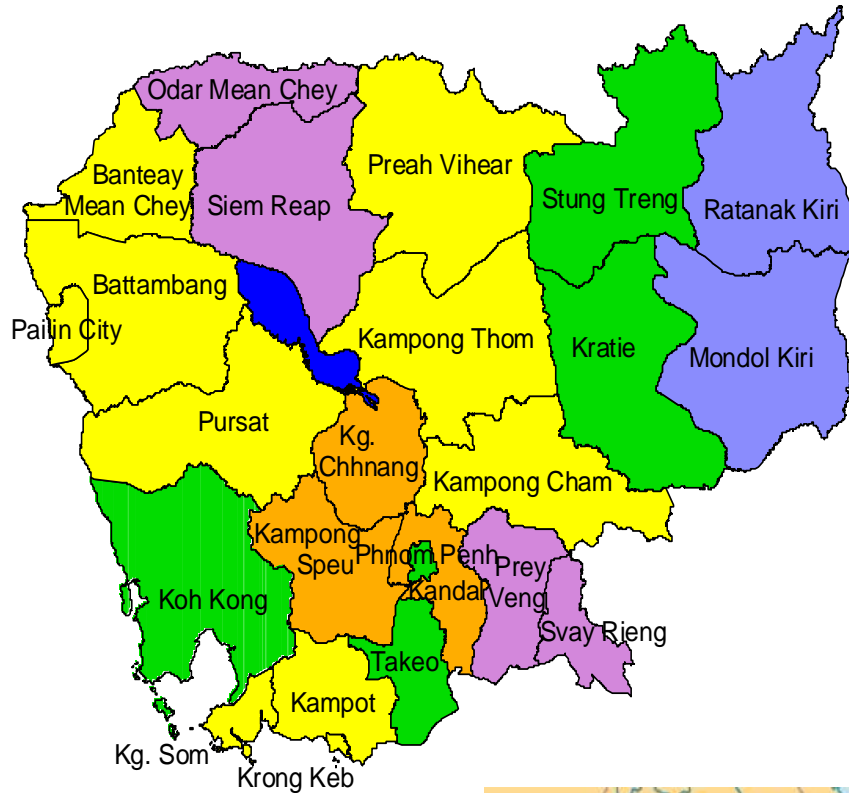 Odar Mean Chey
Banteay
Mean Chey
Siem Reap
Preah Vihear
Stung Treng
Ratanak Kiri
Battambang
Pailin City
Kampong Thom
Kratie
Mondol Kiri
Pursat
Kg.
Chhnang
Kampong Cham
Kampong
Speu
Phnom Penh
Kandal
Prey
Veng
Svay Rieng
Koh Kong
Takeo
Kampot
Kg. Som
Krong Keb